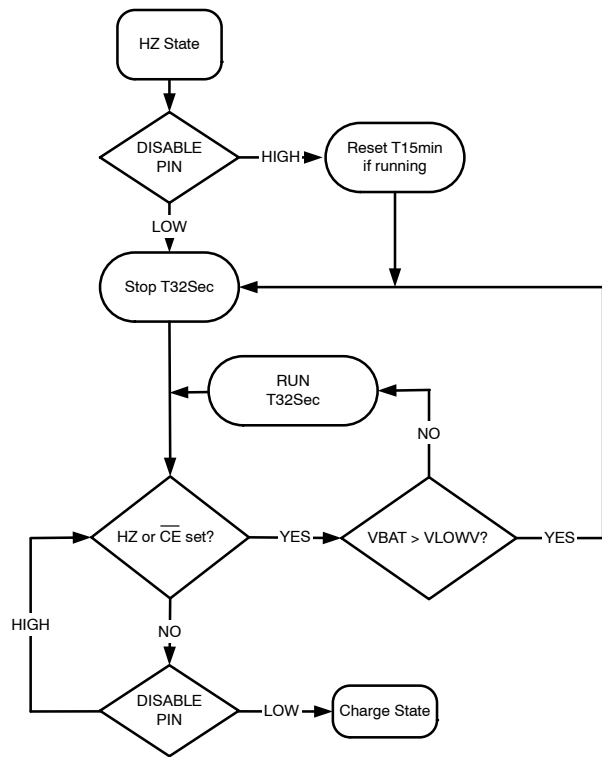 HZ State
DISABLE
PIN
HIGH
Reset T15min
if running
LOW
Stop T32Sec
RUN
T32Sec
NO
HZ or C̅E̅ set?
YES
VBAT > VLOWV?
YES
HIGH
NO
DISABLE
PIN
LOW
Charge State